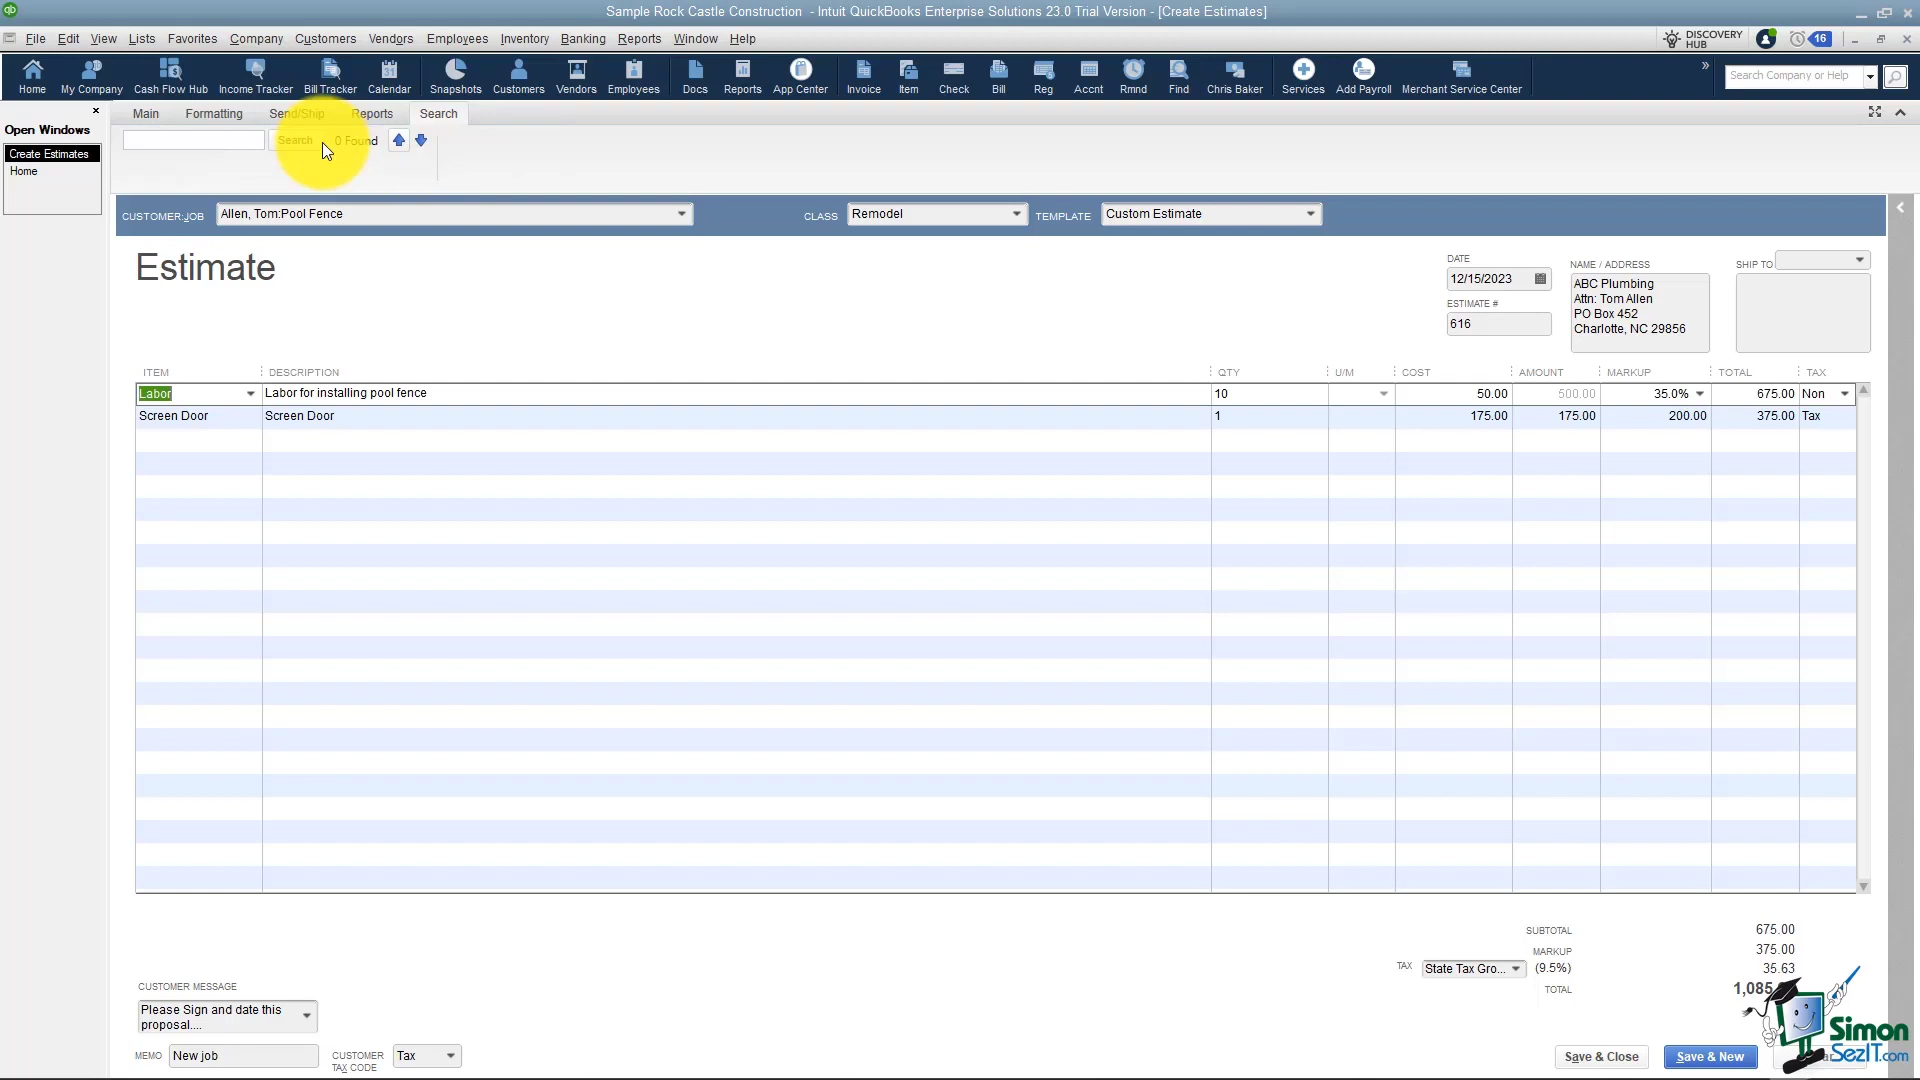 Sample Rock Castle Construction - Intuit QuickBooks Enterprise Solutions 23.0 Trial Version - [Create Estimates]
File Edit View Lists Favorites Company Customers Vendors Employees Inventory Banking Reports Window Help
DISCOVERY HUB 16
Home My Company Cash Flow Hub Income Tracker Bill Tracker Calendar Snapshots Customers Vendors Employees Docs Reports App Center Invoice Item Check Bill Reg Accnt Rmnd Find Chris Baker Services Add Payroll Merchant Service Center
Search Company or Help
Open Windows
Create Estimates
Home
Main Formatting Send/Ship Reports Search
Search 0 Found
CUSTOMER:JOB Allen, Tom:Pool Fence CLASS Remodel TEMPLATE Custom Estimate
Estimate
DATE
12/15/2023
ESTIMATE #
616
NAME / ADDRESS
ABC Plumbing
Attn: Tom Allen
PO Box 452
Charlotte, NC 29856
SHIP TO
ITEM DESCRIPTION QTY U/M COST AMOUNT MARKUP TOTAL TAX
Labor Labor for installing pool fence 10 50.00 500.00 35.0% 675.00 Non
Screen Door Screen Door 1 175.00 175.00 200.00 375.00 Tax
SUBTOTAL 675.00
MARKUP 375.00
TAX State Tax Gro... (9.5%) 35.63
TOTAL 1,085
CUSTOMER MESSAGE
Please Sign and date this
proposal....
MEMO New job
CUSTOMER
TAX CODE
Tax
Save & Close Save & New
Simon
SezIT.com